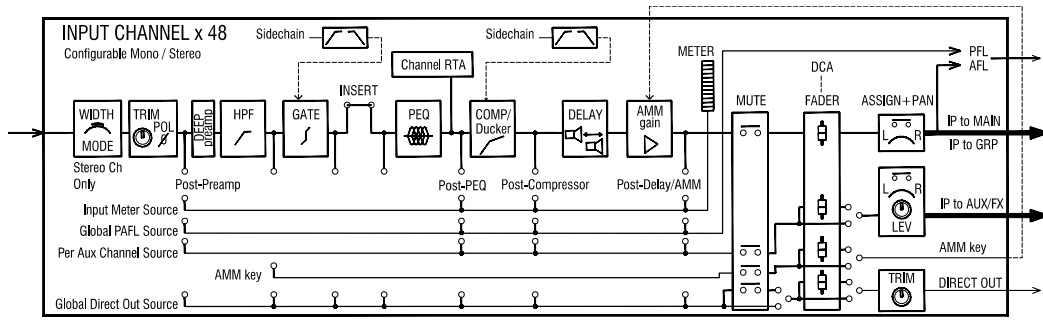 INPUT CHANNEL x 48
Configurable Mono / Stereo
Sidechain
Sidechain
Channel RTA
METER
PFL
AFL
DCA
INSERT
MUTE
FADER
ASSIGN+PAN
WIDTH
MODE
TRIM
POL
DEEP
preamp
HPF
GATE
PEQ
COMP/
Ducker
DELAY
AMM
gain
L R
IP to MAIN
IP to GRP
Stereo Ch
Only
Post-Preamp
Post-PEQ
Post-Compressor
Post-Delay/AMM
L R
LEV
IP to AUX/FX
Input Meter Source
Global PAFL Source
Per Aux Channel Source
AMM key
AMM key
TRIM
DIRECT OUT
Global Direct Out Source